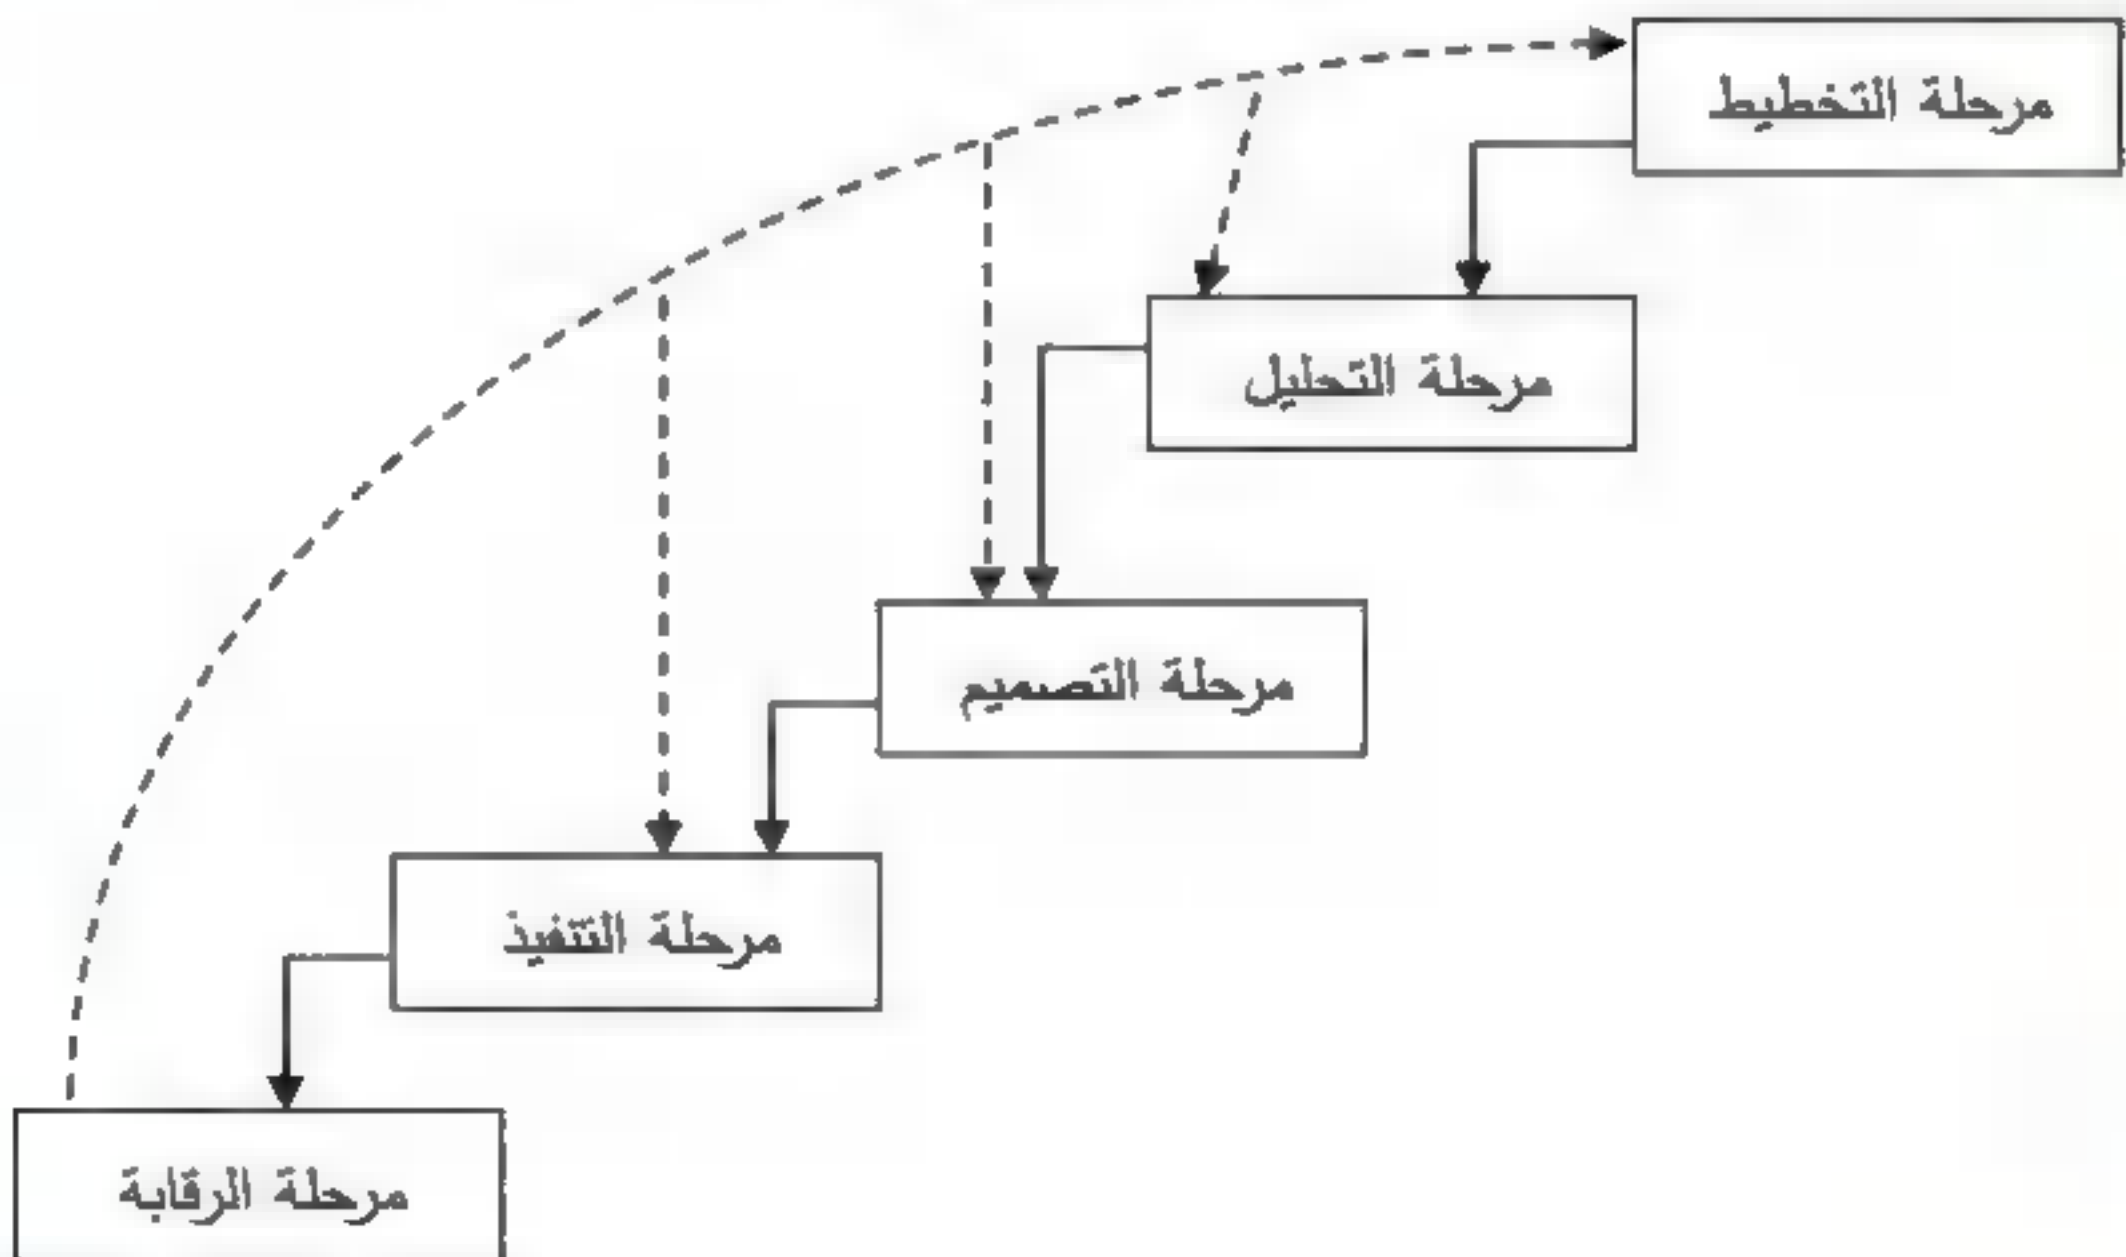 مرحلة التخطيط
مرحلة التحليل
مرحلة التصميم
مرحلة التنفيذ
مرحلة الرقابة